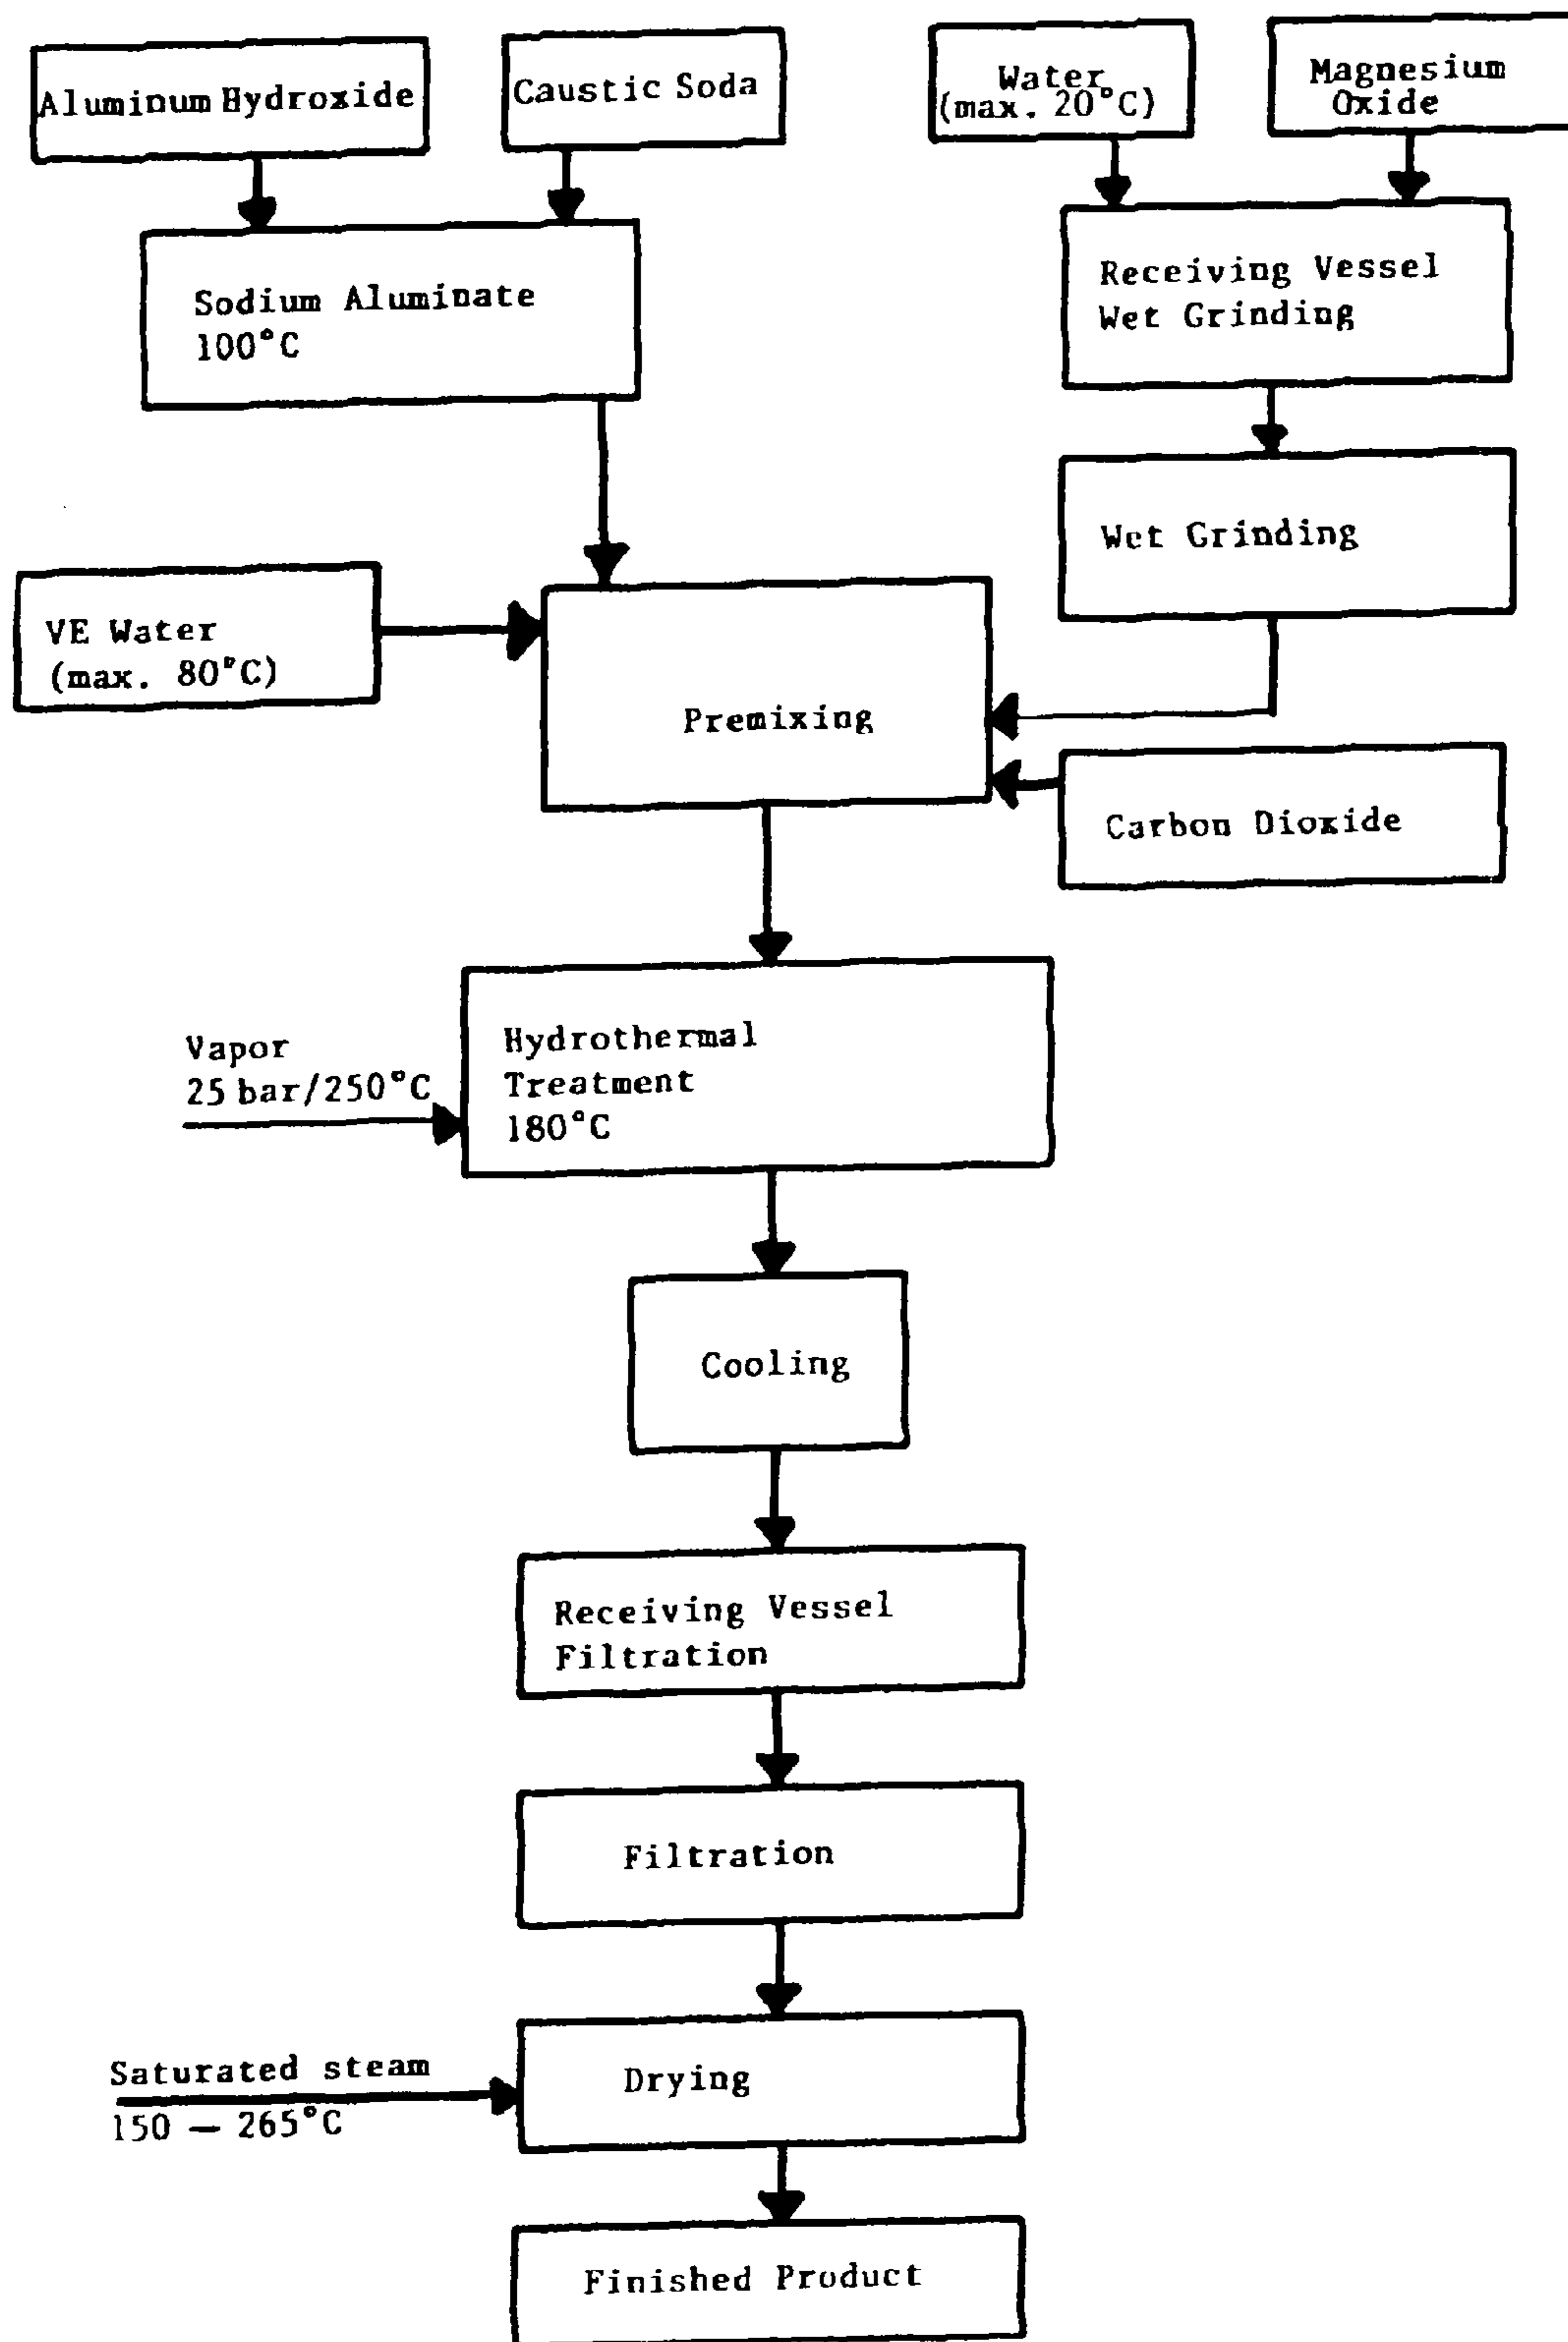 Aluminum Hydroxide
Caustic Soda
Water
(max. 20°C)
Magnesium
Oxide
Sodium Aluminate
100°C
Receiving Vessel
Wet Grinding
Wet Grinding
VE Water
(max. 80°C)
Premixing
Carbon Dioxide
Vapor
25 bar/250°C
Hydrothermal
Treatment
180°C
Cooling
Receiving Vessel
Filtration
Filtration
Saturated steam
150 — 265°C
Drying
Finished Product